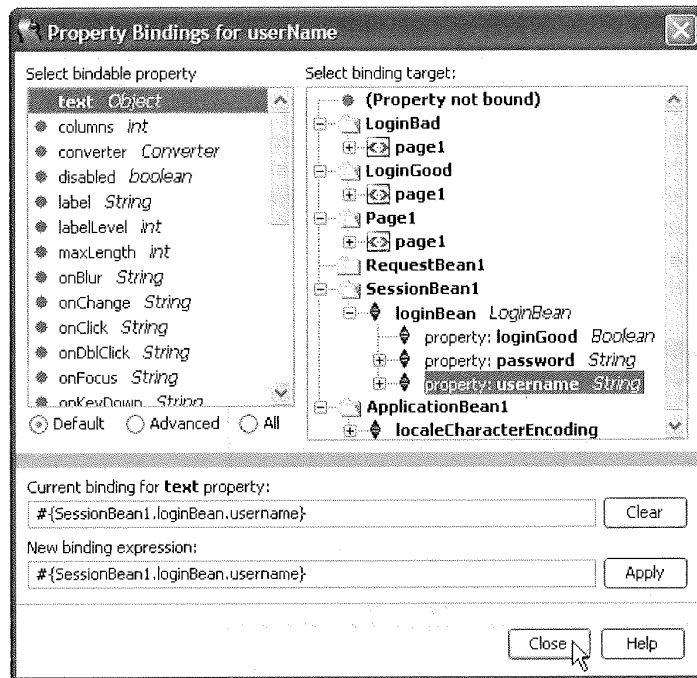 Property Bindings for userName
Select bindable property
text Object
columns int
converter Converter
disabled boolean
label String
labelLevel int
maxLength int
onBlur String
onChange String
onClick String
onDblClick String
onFocus String
onKeyDown String
Default Advanced All
Select binding target:
(Property not bound)
LoginBad
page1
LoginGood
page1
Page1
page1
RequestBean1
SessionBean1
loginBean LoginBean
property: loginGood Boolean
property: password String
property: username String
ApplicationBean1
localeCharacterEncoding
Current binding for text property:
#{SessionBean1.loginBean.username}
Clear
New binding expression:
#{SessionBean1.loginBean.username}
Apply
Close
Help